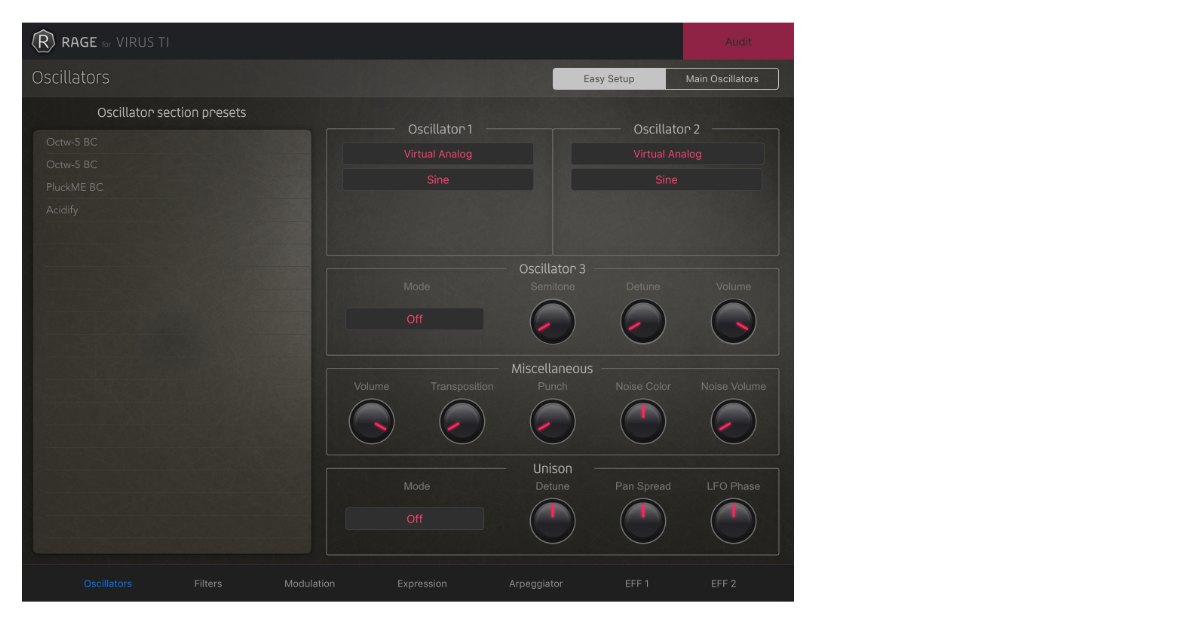 R RAGE for VIRUS TI
Audit
Oscillators
Easy Setup
Main Oscillators
Oscillator section presets
Octw-5 BC
Octw-5 BC
PluckME BC
Acidify
Oscillator 1
Virtual Analog
Sine
Oscillator 2
Virtual Analog
Sine
Oscillator 3
Mode
Semitone
Detune
Volume
Off
Miscellaneous
Volume
Transposition
Punch
Noise Color
Noise Volume
Unison
Mode
Detune
Pan Spread
LFO Phase
Off
Oscillators
Filters
Modulation
Expression
Arpeggiator
EFF 1
EFF 2